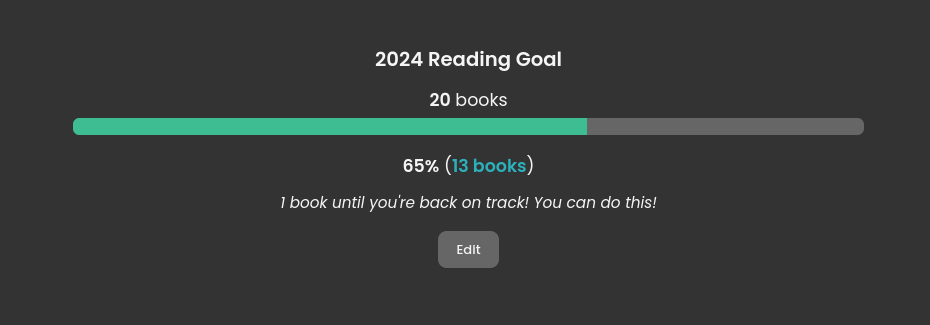 2024 Reading Goal
20 books
65% (13 books)
1 book until you're back on track! You can do this!
Edit